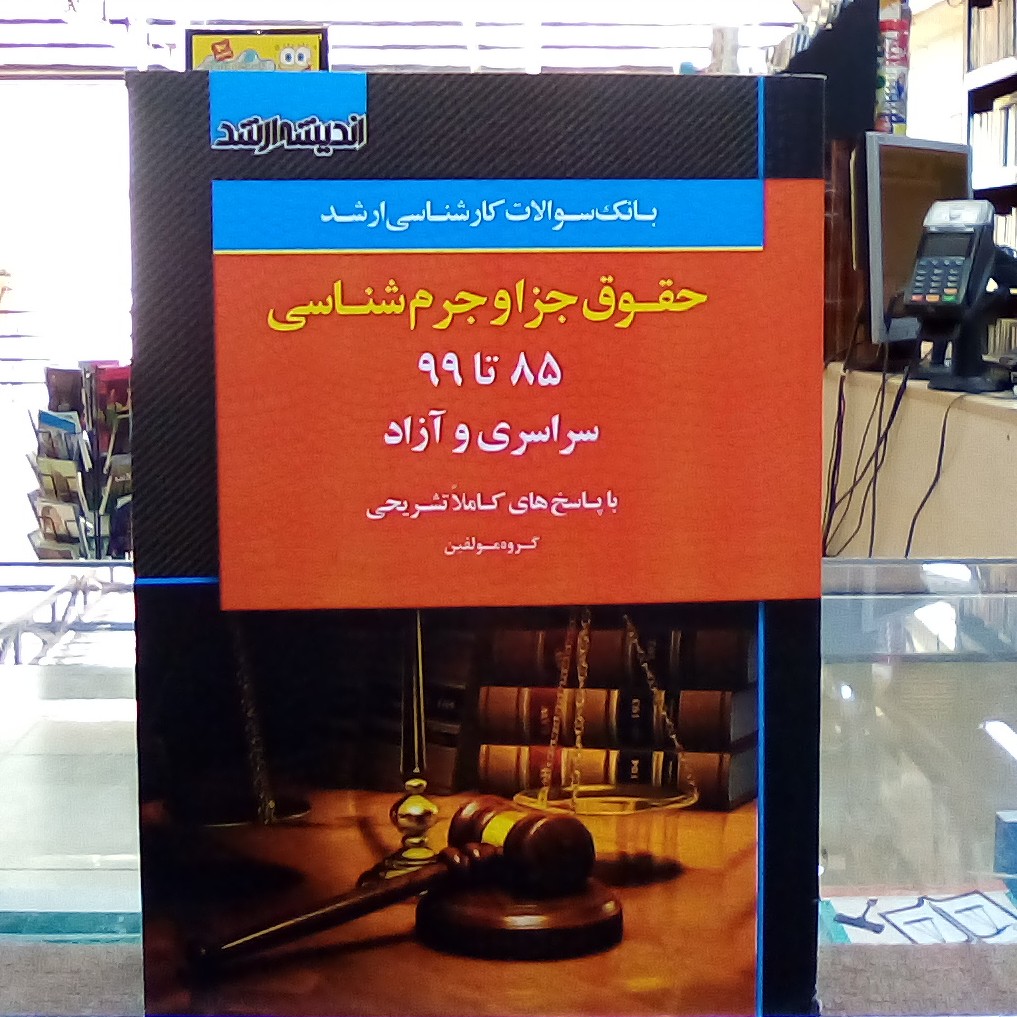 اندیشه ارشد
بانک سوالات کارشناسی ارشد
حقوق جزا و جرم شناسی
۸۵ تا ۹۹
سراسری و آزاد
با پاسخ های کاملاً تشریحی
گروه مولفین